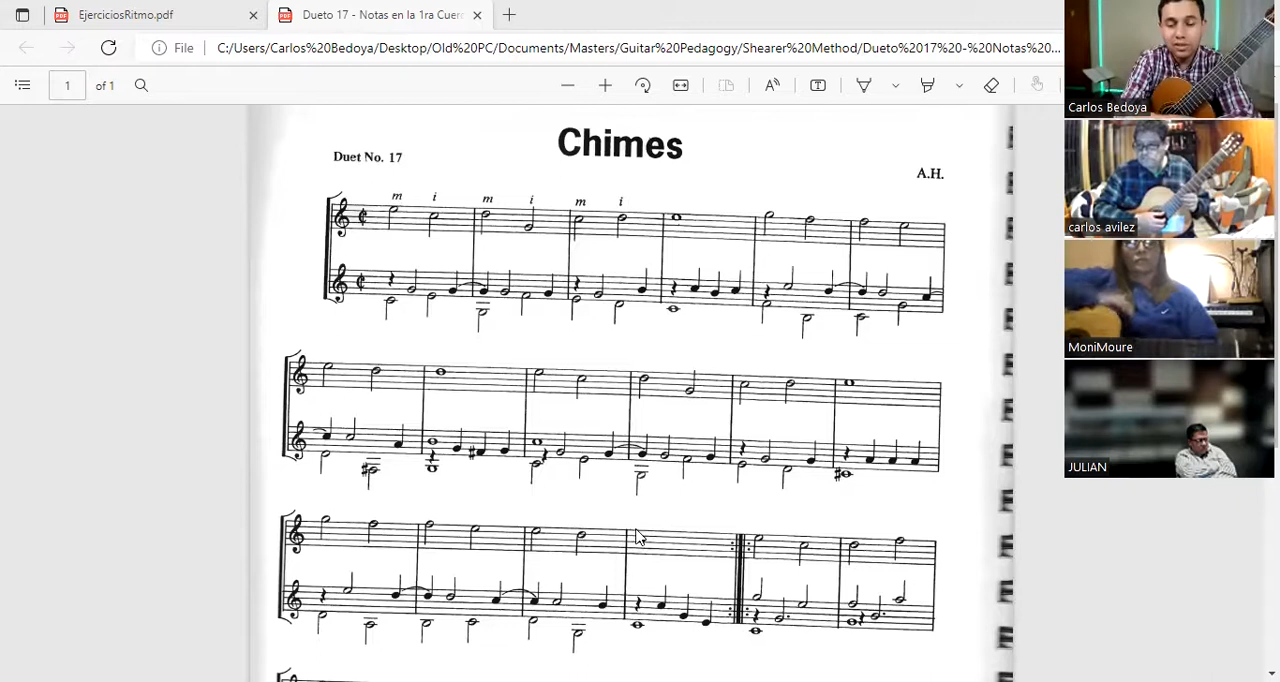 EjerciciosRitmo.pdf
Dueto 17 - Notas en la 1ra Cuer
File
C:/Users/Carlos%20Bedoya/Desktop/Old%20PC/Documents/Masters/Guitar%20Pedagogy/Shearer%20Method/Dueto%2017%20-%20Notas%20...
1 of 1
Chimes
Duet No. 17
A.H.
m i m i m i
Carlos Bedoya
carlos avilez
MoniMoure
JULIAN